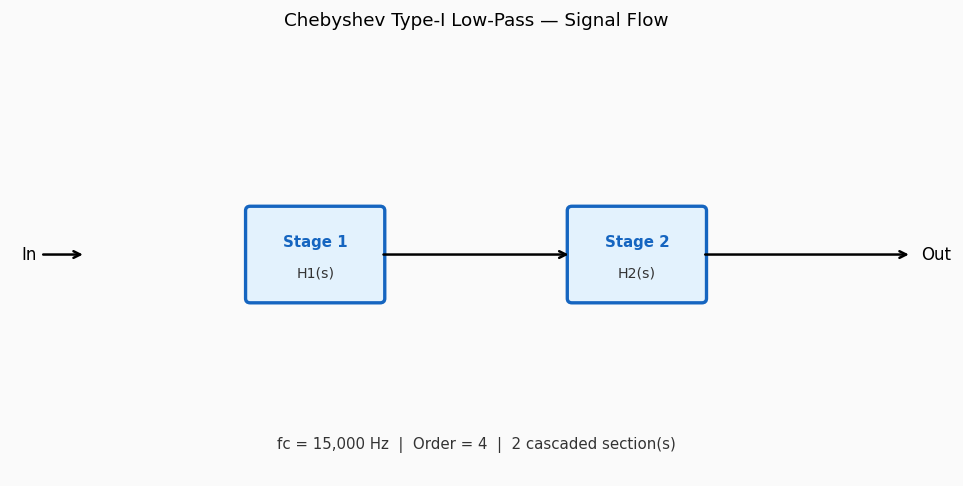 Chebyshev Type-I Low-Pass — Signal Flow
In
Stage 1
H1(s)
Stage 2
H2(s)
Out
fc = 15,000 Hz | Order = 4 | 2 cascaded section(s)